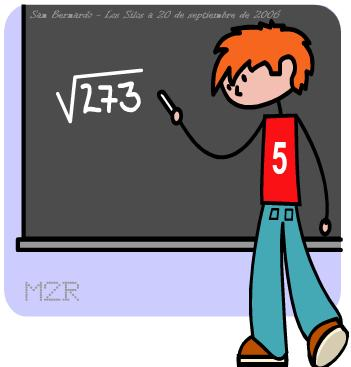 San Bernardo - Los Silos a 20 de septiembre de 2006
√273
5
M2R